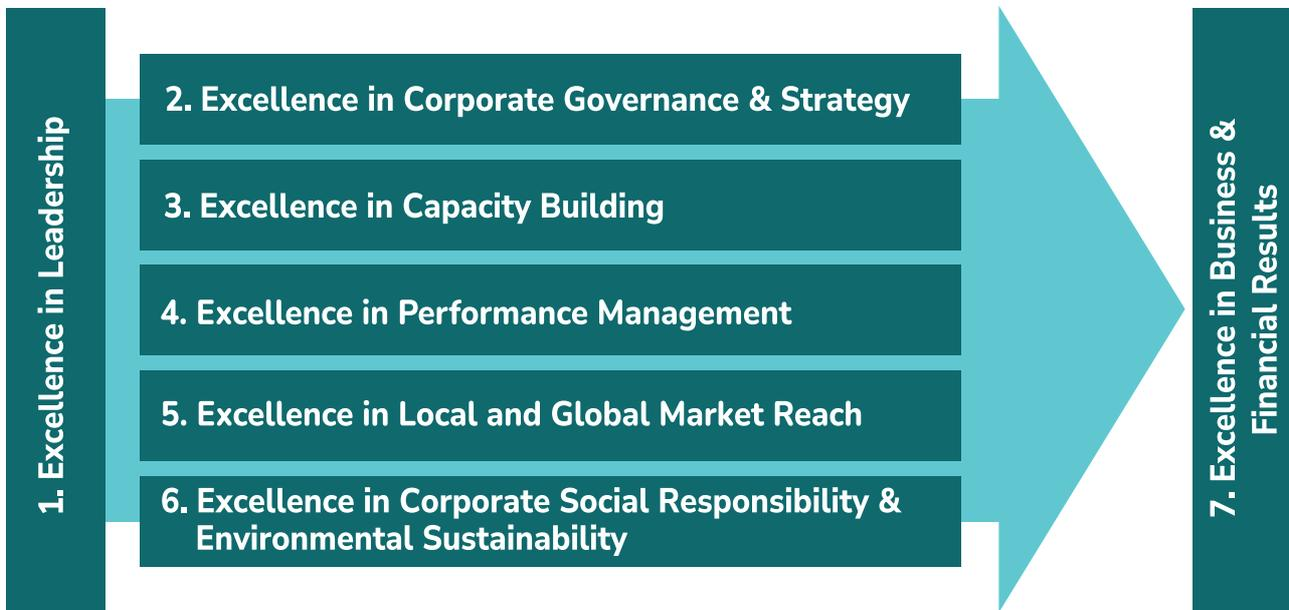 1. Excellence in Leadership
2. Excellence in Corporate Governance & Strategy
3. Excellence in Capacity Building
4. Excellence in Performance Management
5. Excellence in Local and Global Market Reach
6. Excellence in Corporate Social Responsibility &
Environmental Sustainability
7. Excellence in Business &
Financial Results